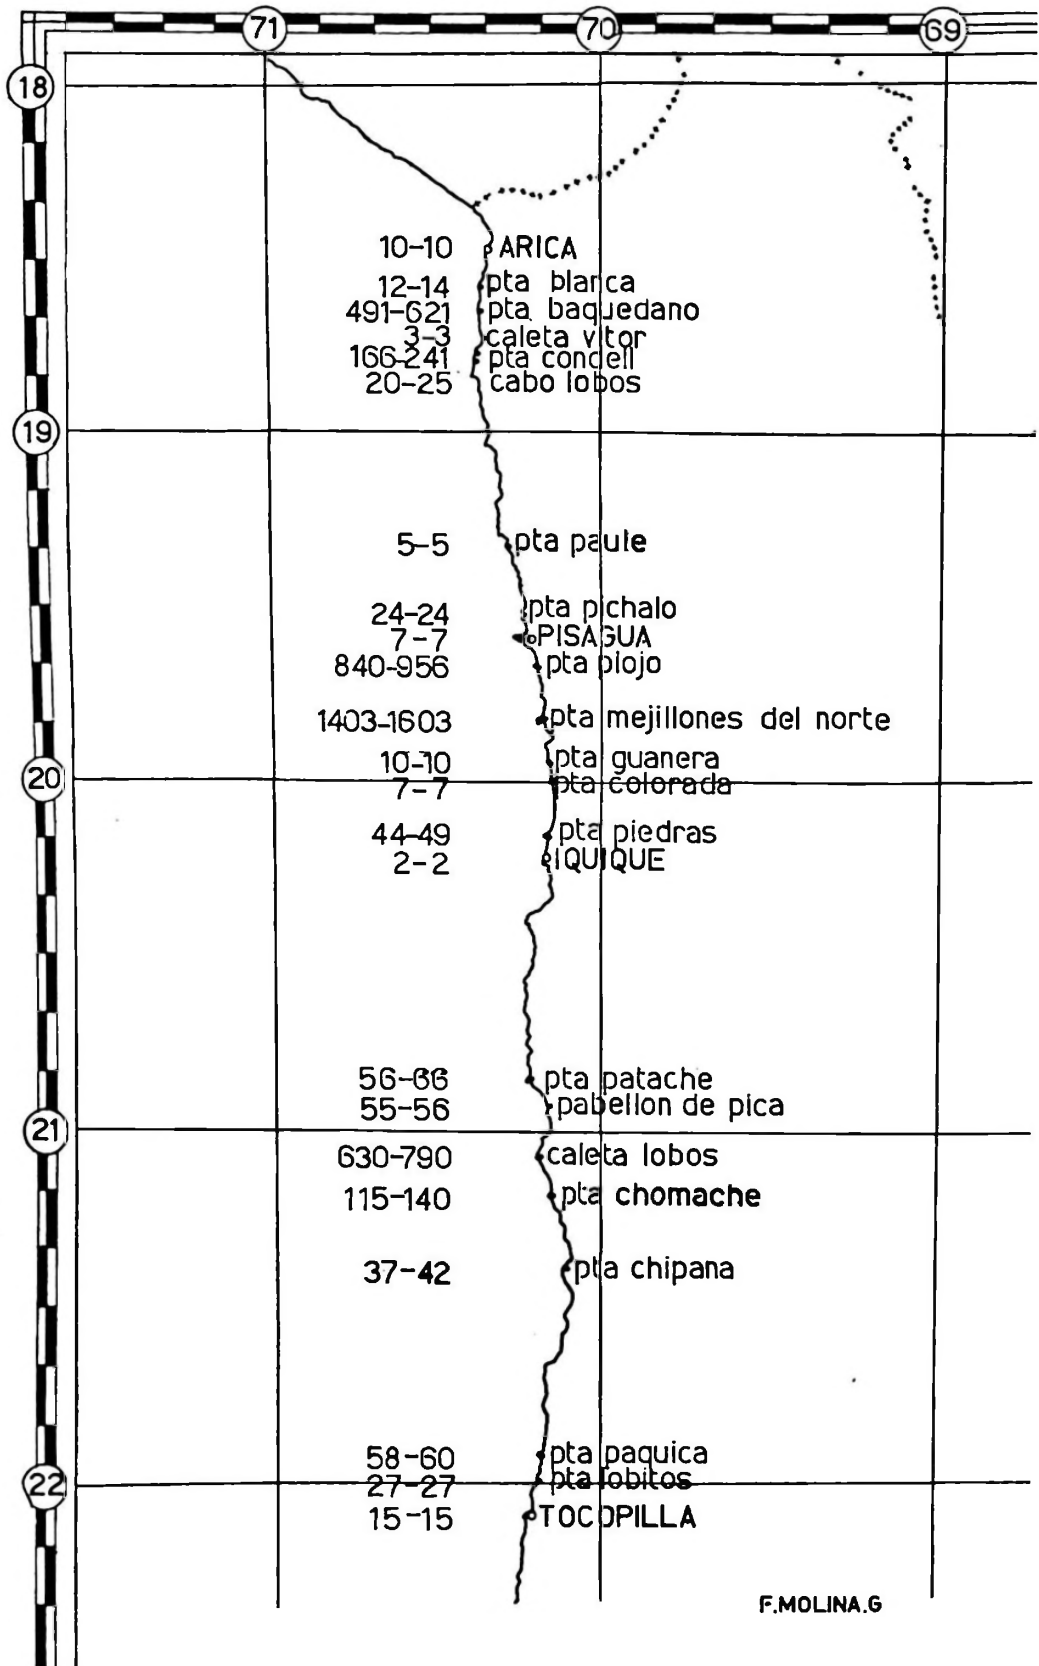 71 70 69
18
10-10 ARICA
12-14 pta blanca
491-621 pta baquedano
3-3 caleta vitor
166-241 pta condell
20-25 cabo lobos
19
5-5 pta paule
24-24 pta pichalo
7-7 PISAGUA
840-956 pta piojo
1403-1603 pta mejillones del norte
10-10 pta guanera
20
7-7 pta colorada
44-49 pta piedras
2-2 IQUIQUE
56-66 pta patache
55-56 pabellon de pica
21
630-790 caleta lobos
115-140 pta chomache
37-42 pta chipana
58-60 pta paquica
22
27-27 pta lobitos
15-15 TOCOPILLA
F.MOLINA.G